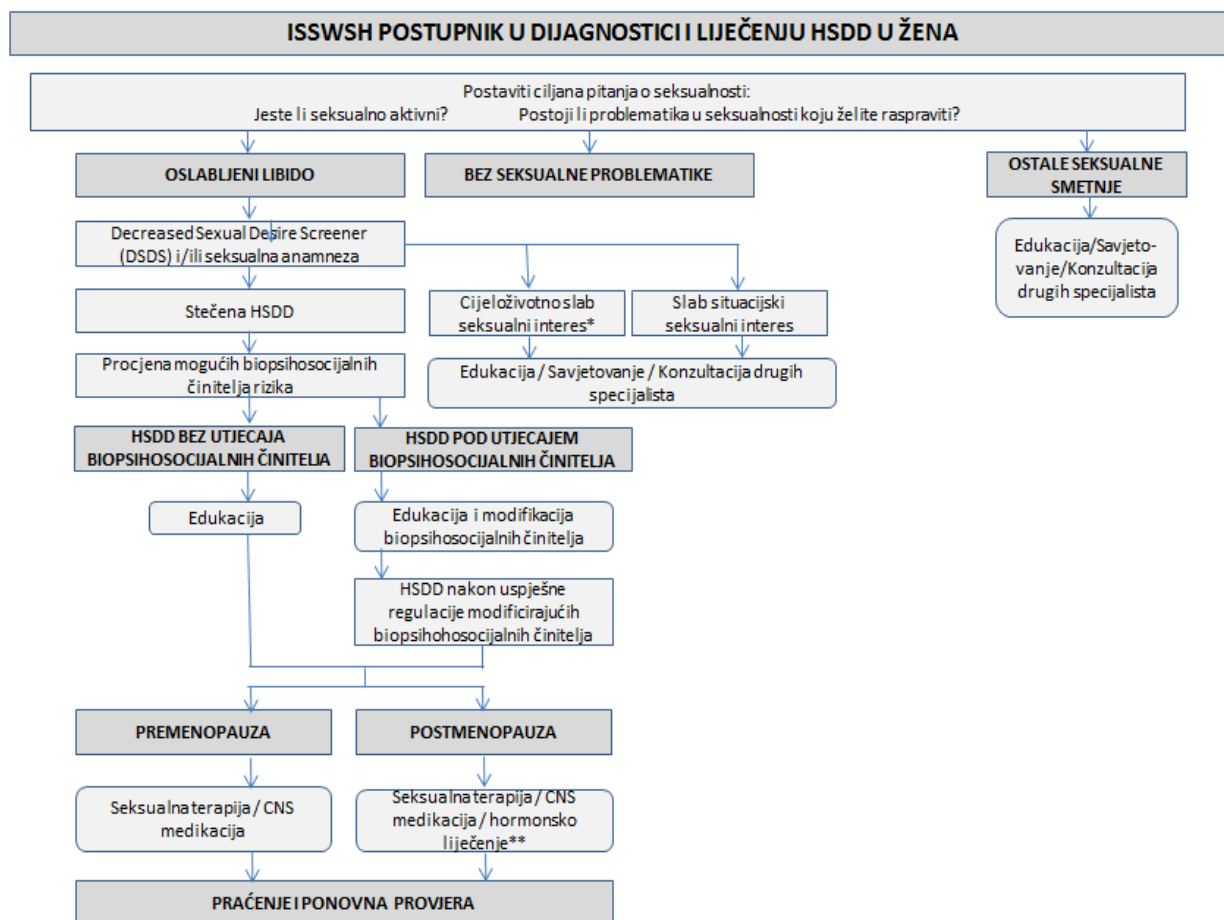 ISSWSH POSTUPNIK U DIJAGNOSTICI I LIJEČENJU HSDD U ŽENA
Postaviti ciljana pitanja o seksualnosti:
Jeste li seksualno aktivni? Postoji li problematika u seksualnosti koju želite raspraviti?
OSLABLJENI LIBIDO
BEZ SEKSUALNE PROBLEMATIKE
OSTALE SEKSUALNE
SMETNJE
Decreased Sexual Desire Screener
(DSDS) i/ili seksualna anamneza
Edukacija/Savjeto-
vanje/Konzultacija
drugih specijalista
Stečena HSDD
Cijeloživotno slab
seksualni interes*
Slab situacijski
seksualni interes
Procjena mogućih biopsihosocijalnih
činitelja rizika
Edukacija / Savjetovanje / Konzultacija drugih
specijalista
HSDD BEZ UTJECAJA
BIOPSIHOSOCIJALNIH ČINITELJA
HSDD POD UTJECAJEM
BIOPSIHOSOCIJALNIH ČINITELJA
Edukacija
Edukacija i modifikacija
biopsihosocijalnih činitelja
HSDD nakon uspješne
regulacije modificirajućih
biopsihohosocijalnih činitelja
PREMENOPAUZA
POSTMENOPAUZA
Seksualna terapija / CNS
medikacija
Seksualna terapija / CNS
medikacija / hormonsko
liječenje**
PRAĆENJE I PONOVNA PROVJERA